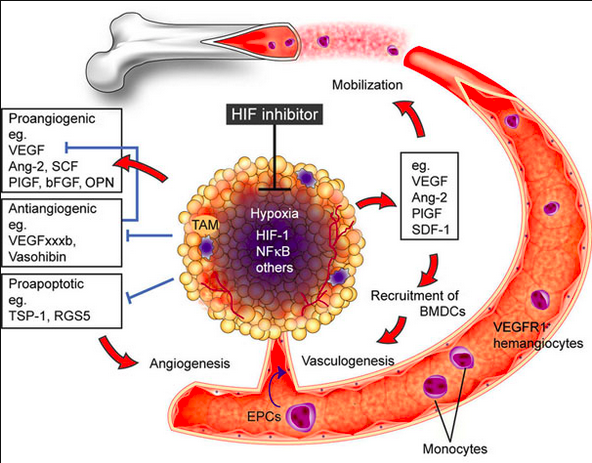 Mobilization
HIF inhibitor
Proangiogenic
eg.
VEGF
Ang-2, SCF
PIGF, bFGF, OPN
Antiangiogenic
eg.
VEGFxxxb,
Vasohibin
Proapoptotic
eg.
TSP-1, RGS5
TAM
Hypoxia
HIF-1
NFκB
others
eg.
VEGF
Ang-2
PIGF
SDF-1
Recruitment of
BMDCs
Angiogenesis
Vasculogenesis
EPCs
VEGFR1+
hemangiocytes
Monocytes